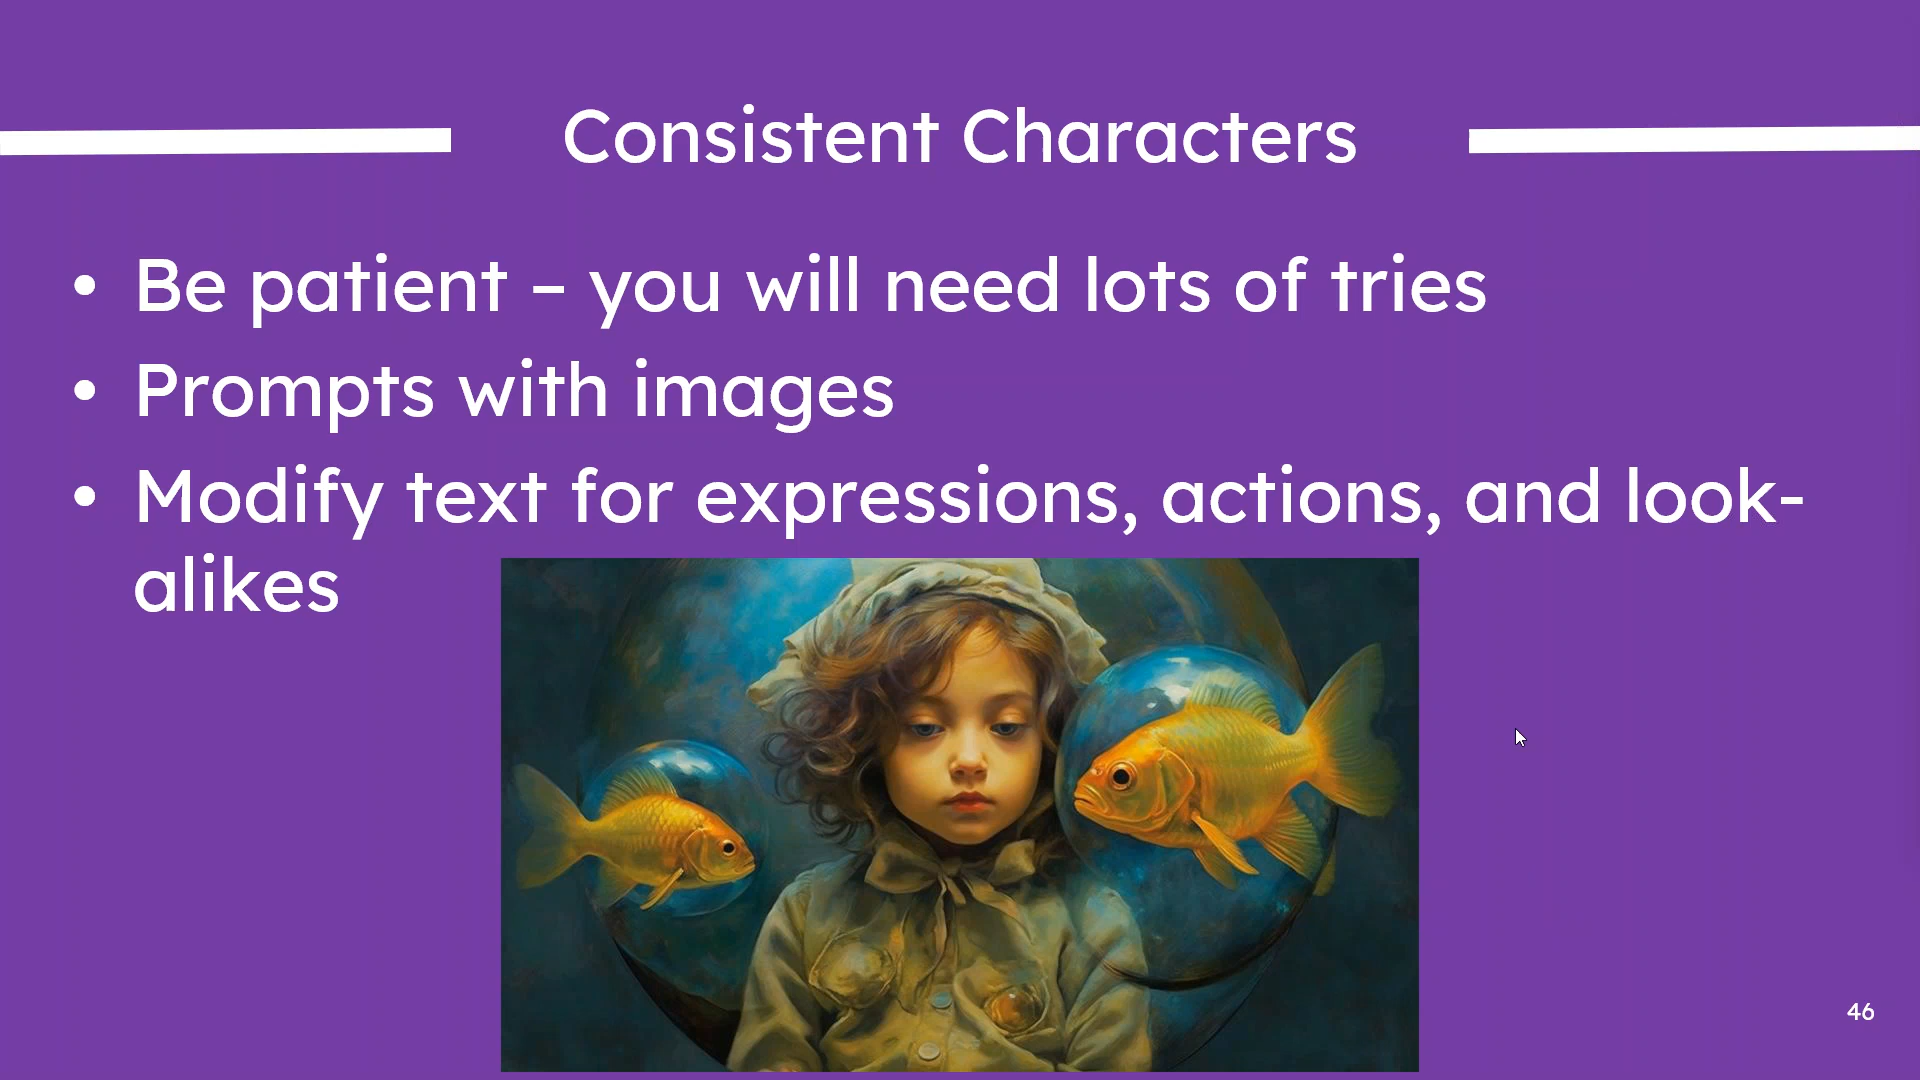 Consistent Characters
• Be patient – you will need lots of tries
• Prompts with images
• Modify text for expressions, actions, and look-
alikes
46